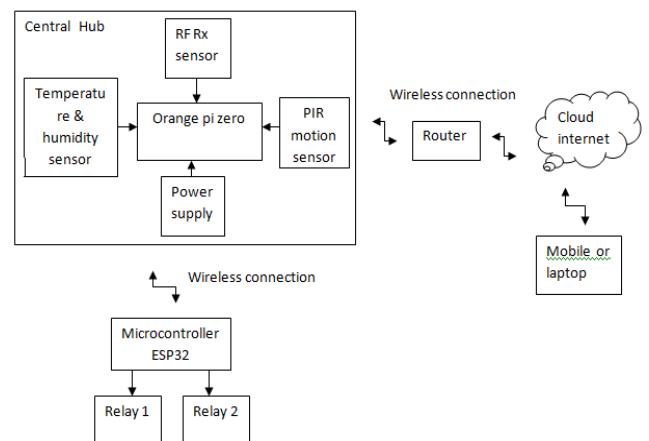 Central Hub
RF Rx
sensor
Temperatu
re &
humidity
sensor
Orange pi zero
PIR
motion
sensor
Power
supply
Wireless connection
Router
Cloud
internet
Mobile or
laptop
Wireless connection
Microcontroller
ESP32
Relay 1
Relay 2